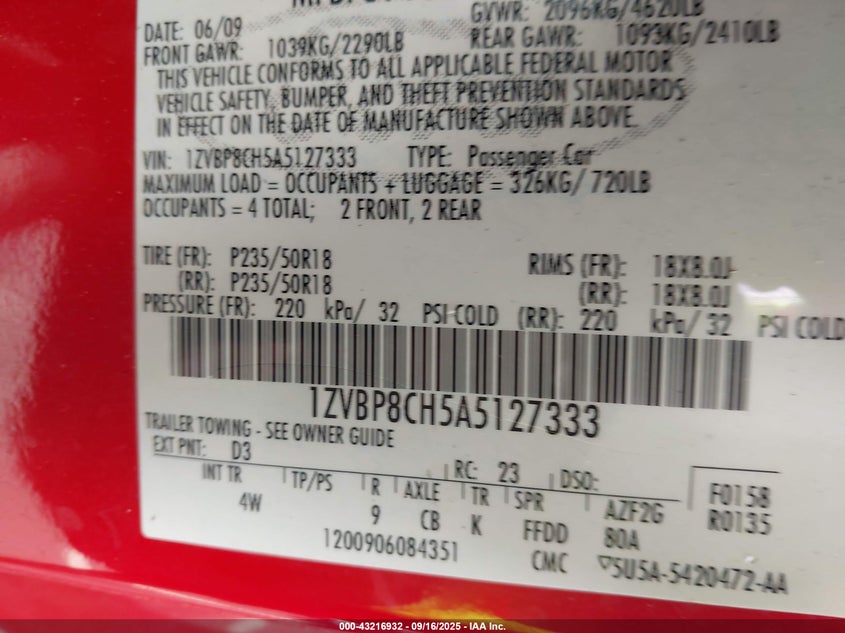 GVWR: 2096KG/4620LB
DATE: 06/09
FRONT GAWR: 1039KG/2290LB REAR GAWR: 1093KG/2410LB
THIS VEHICLE CONFORMS TO ALL APPLICABLE FEDERAL MOTOR
VEHICLE SAFETY, BUMPER, AND THEFT PREVENTION STANDARDS
IN EFFECT ON THE DATE OF MANUFACTURE SHOWN ABOVE.
VIN: 1ZVBP8CH5A5127333 TYPE: Passenger Car
MAXIMUM LOAD = OCCUPANTS + LUGGAGE = 326KG/ 720LB
OCCUPANTS = 4 TOTAL; 2 FRONT, 2 REAR
TIRE (FR): P235/50R18 RIMS (FR): 18X8.0J
(RR): P235/50R18 (RR): 18X8.0J
PRESSURE (FR): 220 kPa/ 32 PSI COLD (RR): 220 kPa/ 32 PSI COLD
1ZVBP8CH5A5127333
TRAILER TOWING - SEE OWNER GUIDE
EXT PNT: D3 RC: 23 DSO:
INT TR TP/PS R AXLE TR SPR AZF2G F0158
4W 9 CB K FFDD 80A R0135
1200906084351 CMC ▽5U5A-5420472-AA
000-43216932 - 09/16/2025 - IAA Inc.